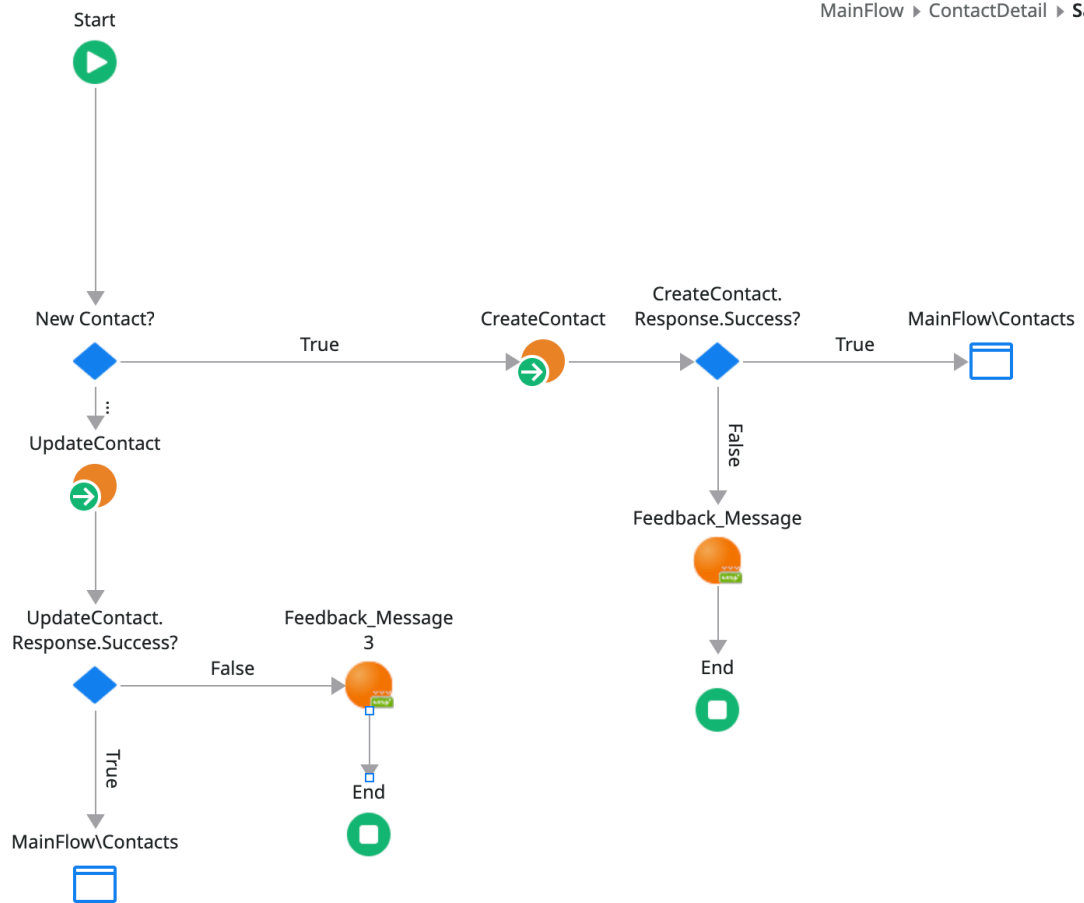 MainFlow ▸ ContactDetail ▸
Start
New Contact?
True
CreateContact
CreateContact.
Response.Success?
True
MainFlow\Contacts
...
UpdateContact
False
Feedback_Message
UpdateContact.
Response.Success?
False
Feedback_Message
3
End
True
End
MainFlow\Contacts